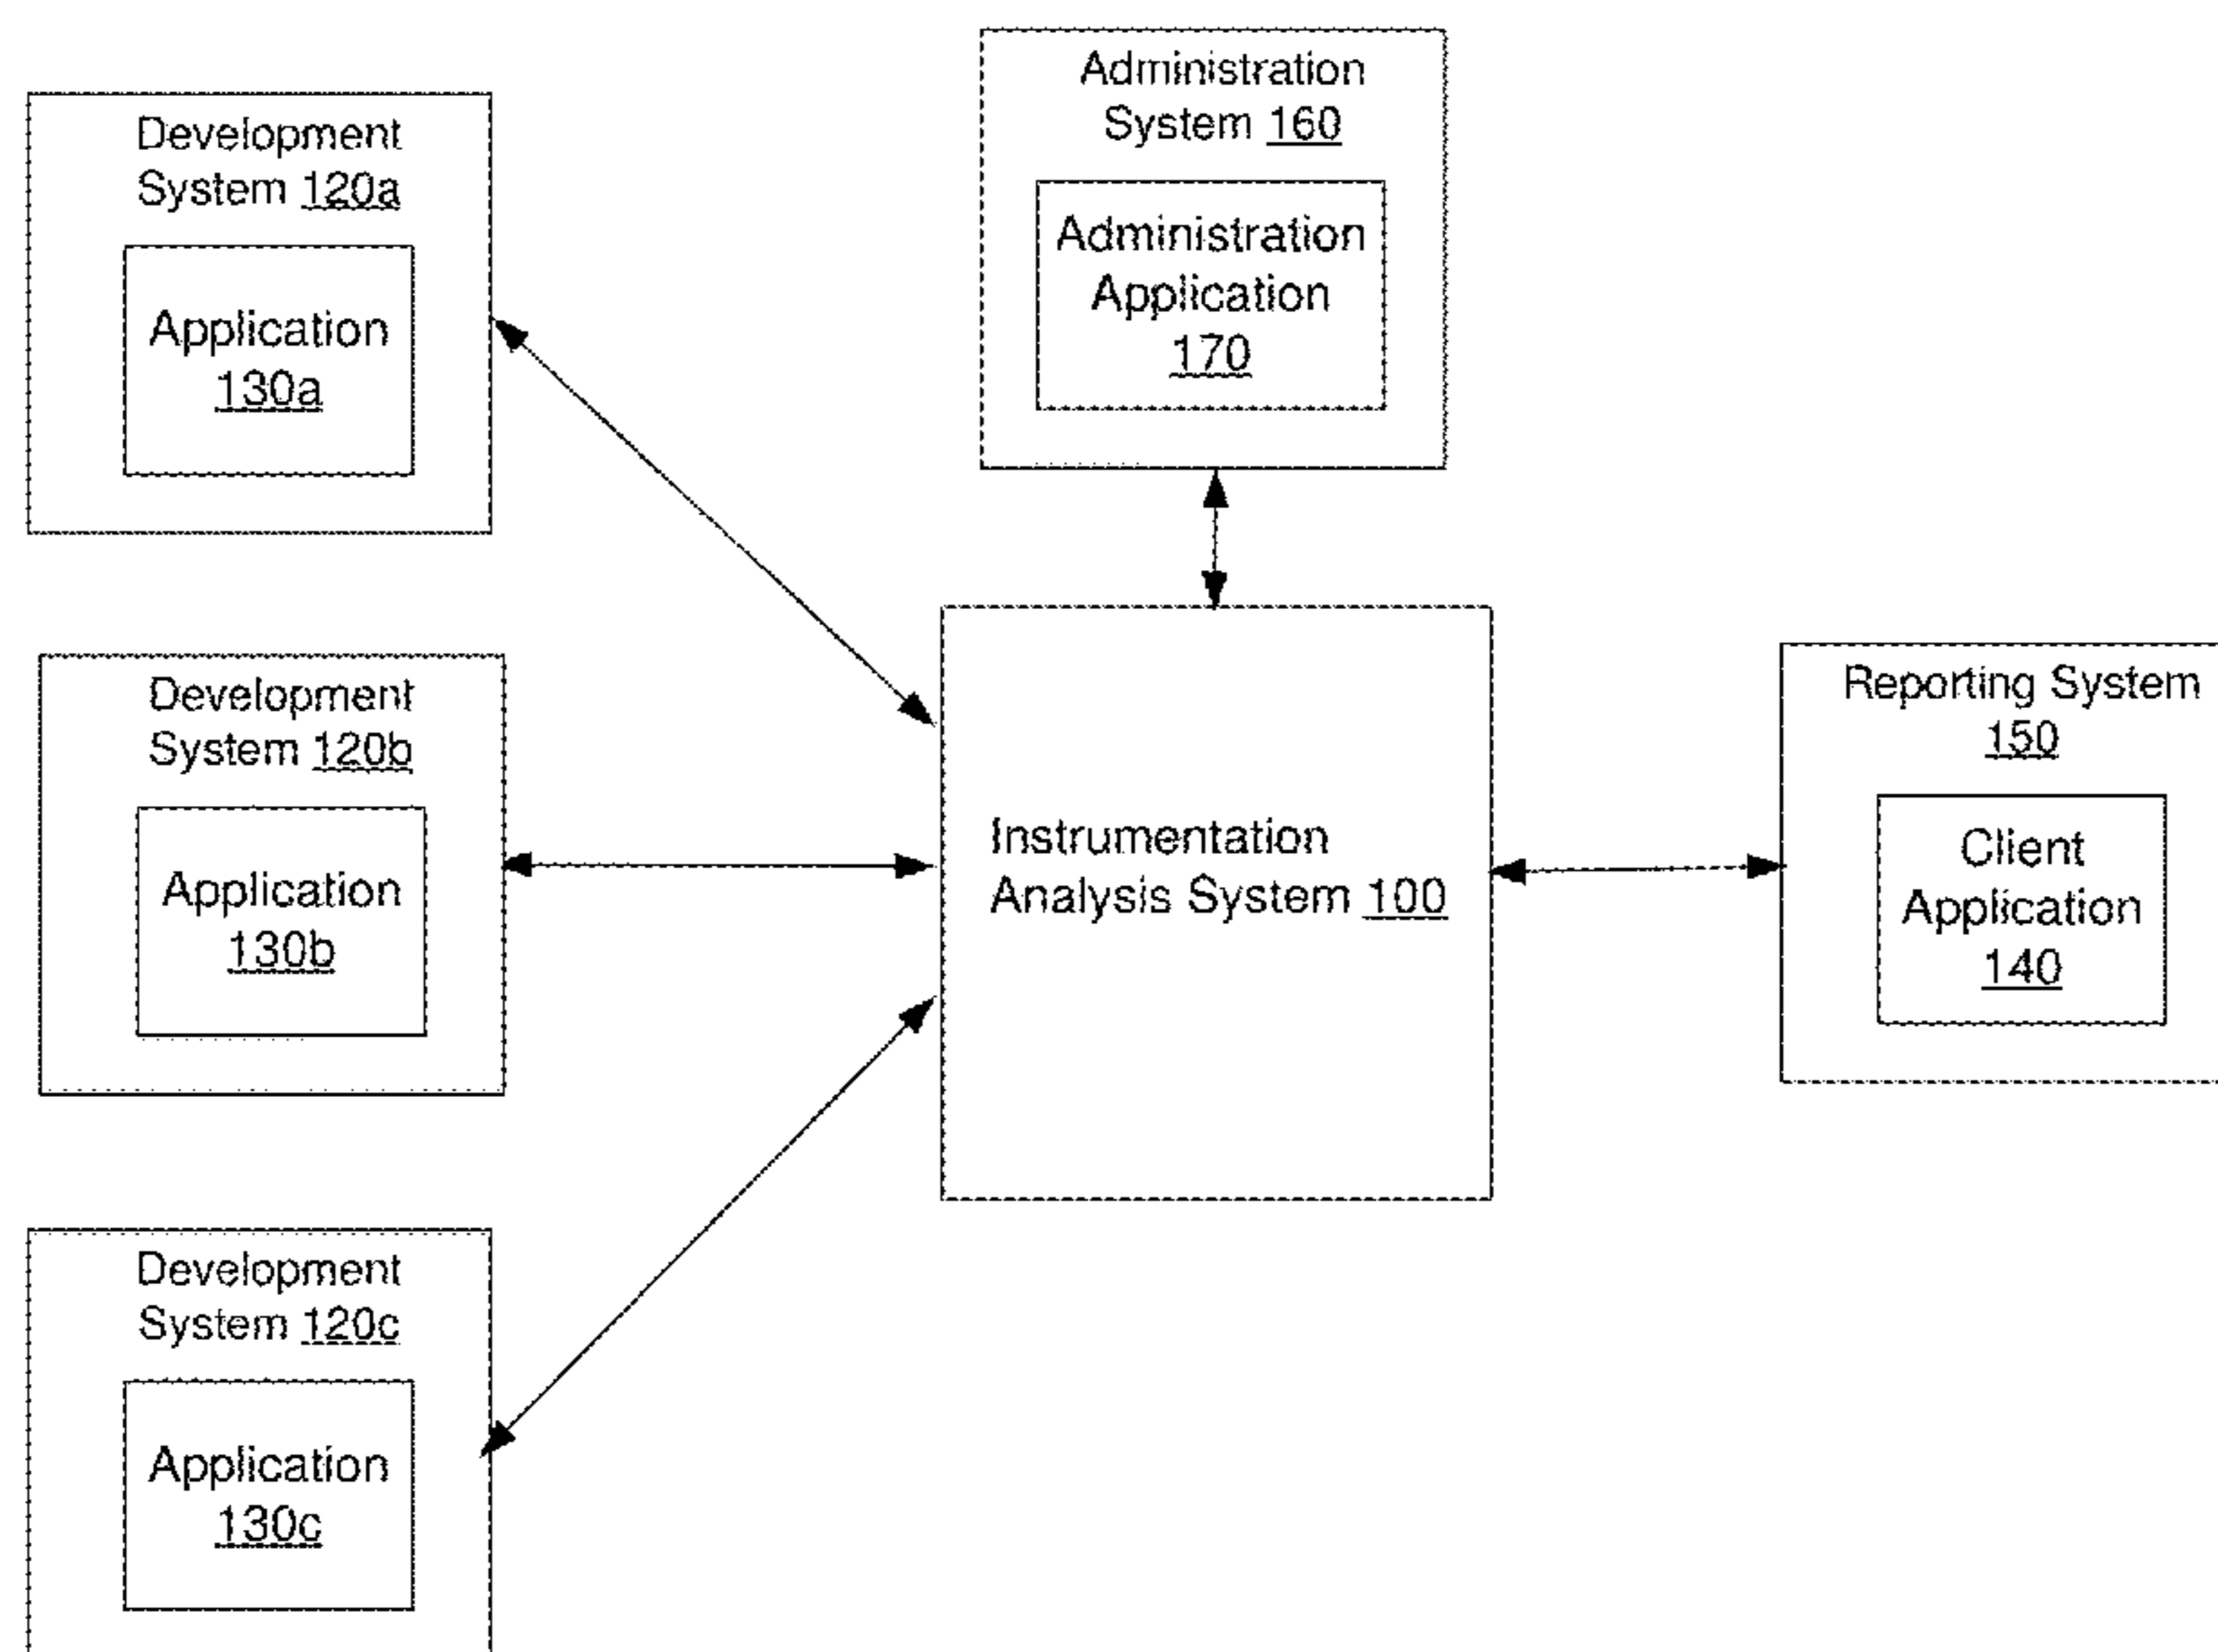 Administration
System 160
Administration
Application
170
Development
System 120a
Application
130a
Development
System 120b
Application
130b
Instrumentation
Analysis System 100
Reporting System
150
Client
Application
140
Development
System 120c
Application
130c